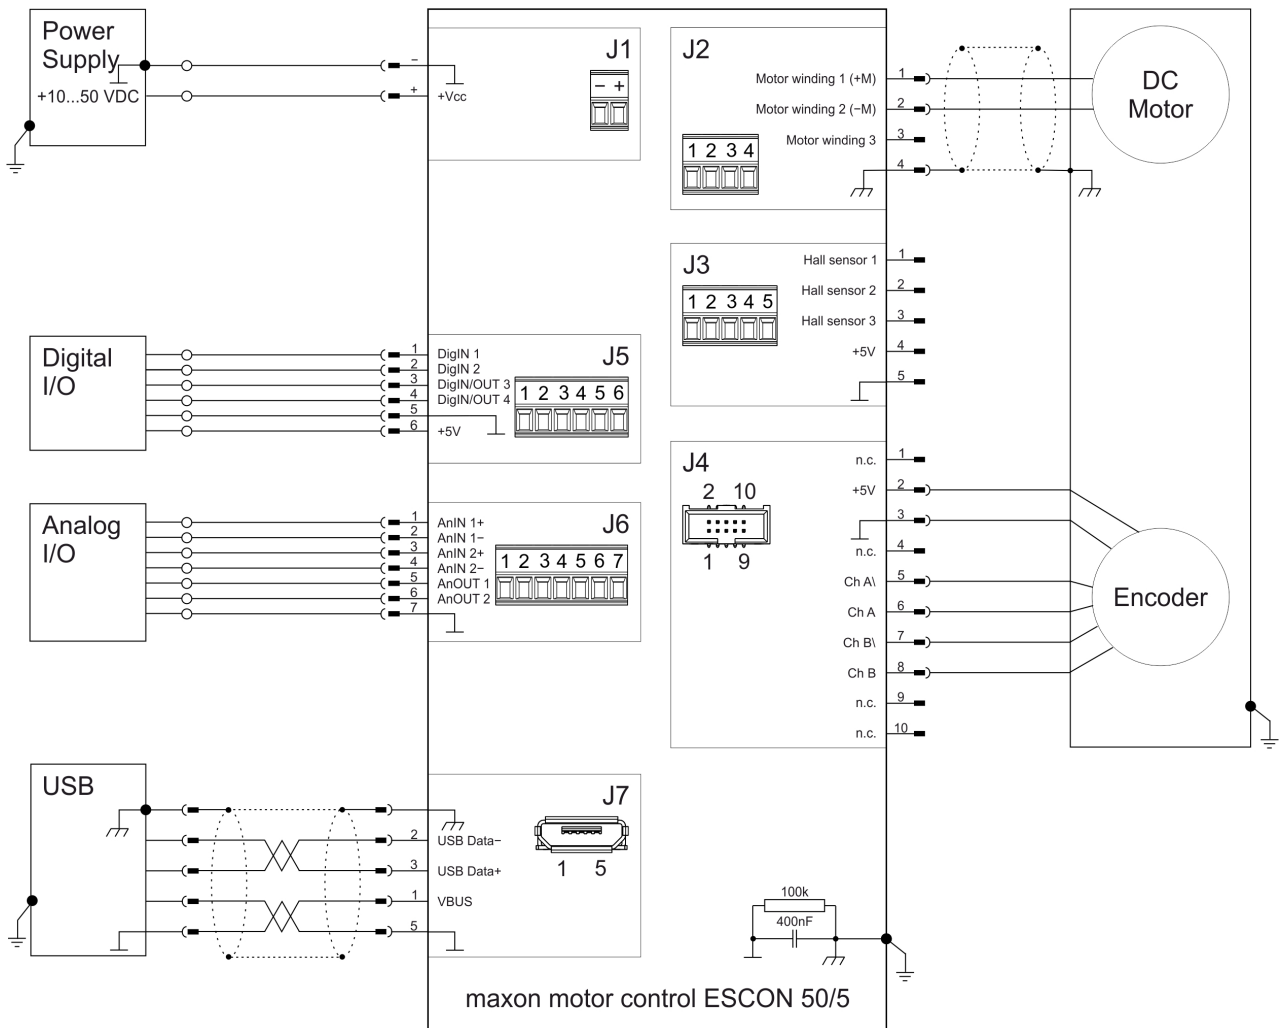 Power
Supply
+10...50 VDC
−
+
+Vcc
J1
− +
J2
Motor winding 1 (+M)
1
Motor winding 2 (−M)
2
Motor winding 3
3
4
1 2 3 4
DC
Motor
J3
Hall sensor 1
1
Hall sensor 2
2
Hall sensor 3
3
+5V
4
5
1 2 3 4 5
Digital
I/O
1
DigIN 1
2
DigIN 2
3
DigIN/OUT 3
4
DigIN/OUT 4
5
6
+5V
J5
1 2 3 4 5 6
J4
2 10
1 9
n.c.
1
+5V
2
3
n.c.
4
Ch A\
5
Ch A
6
Ch B\
7
Ch B
8
n.c.
9
n.c.
10
Encoder
Analog
I/O
1
AnIN 1+
2
AnIN 1−
3
AnIN 2+
4
AnIN 2−
5
AnOUT 1
6
AnOUT 2
7
J6
1 2 3 4 5 6 7
USB
2
USB Data−
3
USB Data+
1
VBUS
5
J7
1 5
100k
400nF
maxon motor control ESCON 50/5